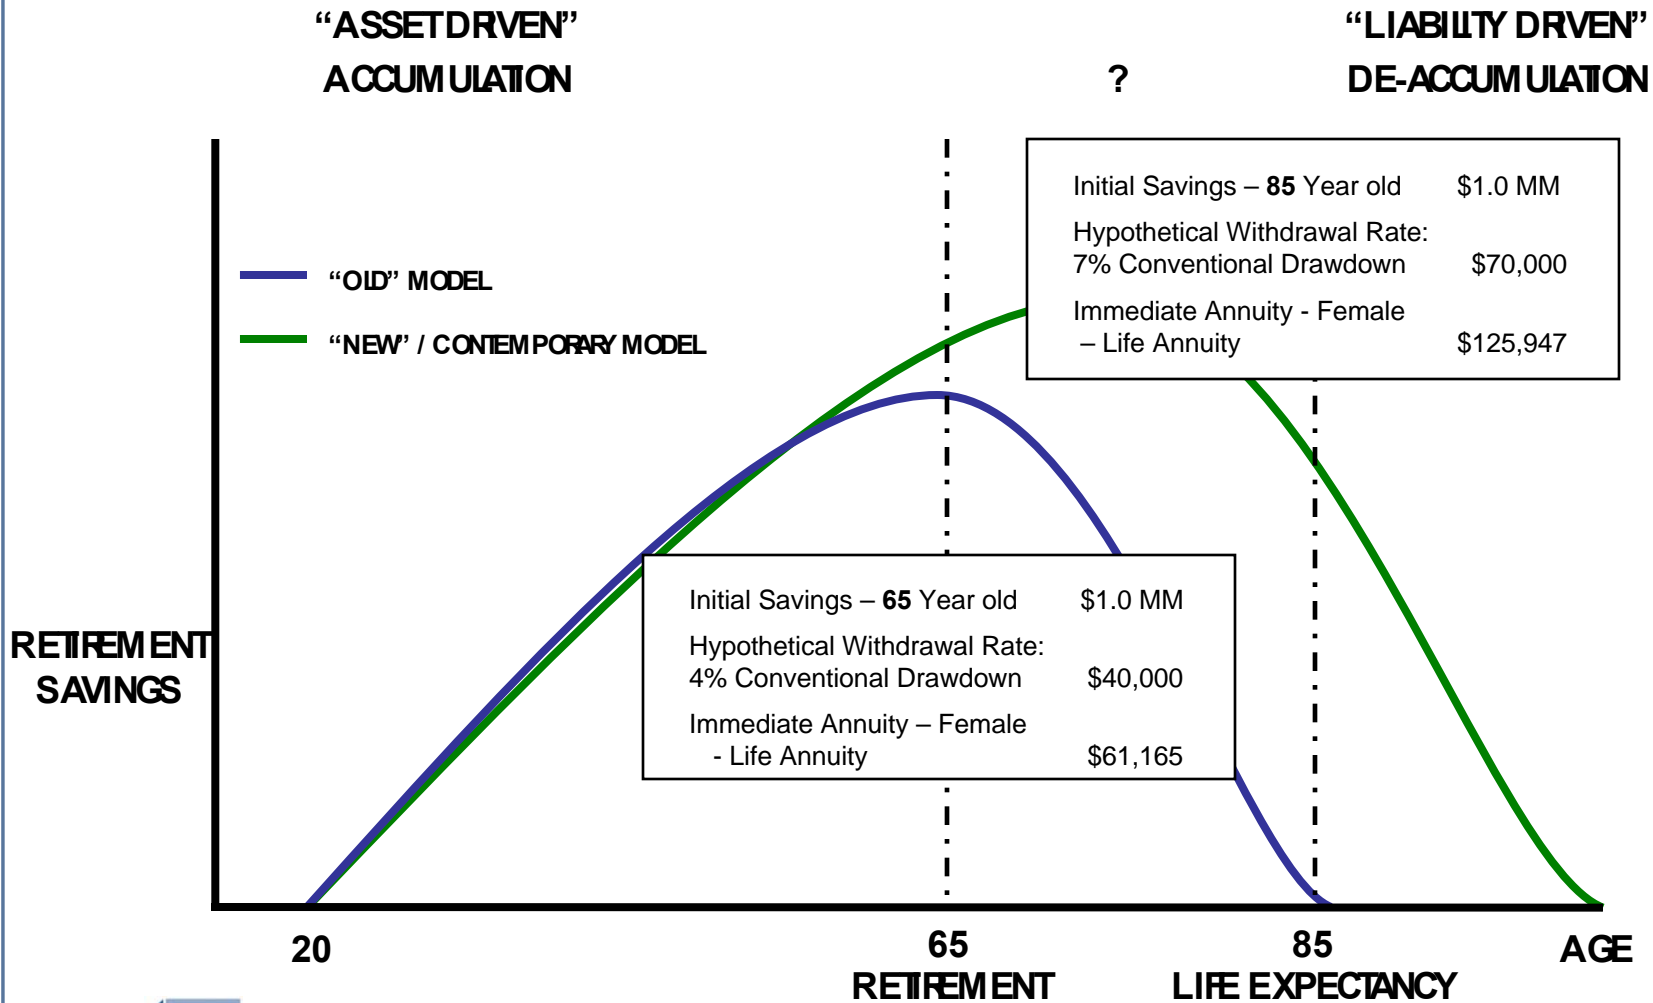 “ASSET DRIVEN”
ACCUMULATION
?
“LIABILITY DRIVEN”
DE-ACCUMULATION
Initial Savings – 85 Year old $1.0 MM
Hypothetical Withdrawal Rate:
7% Conventional Drawdown $70,000
Immediate Annuity - Female
– Life Annuity $125,947
“OLD” MODEL
“NEW” / CONTEMPORARY MODEL
Initial Savings – 65 Year old $1.0 MM
Hypothetical Withdrawal Rate:
4% Conventional Drawdown $40,000
Immediate Annuity – Female
- Life Annuity $61,165
RETIREMENT
SAVINGS
20
65
RETIREMENT
85
LIFE EXPECTANCY
AGE